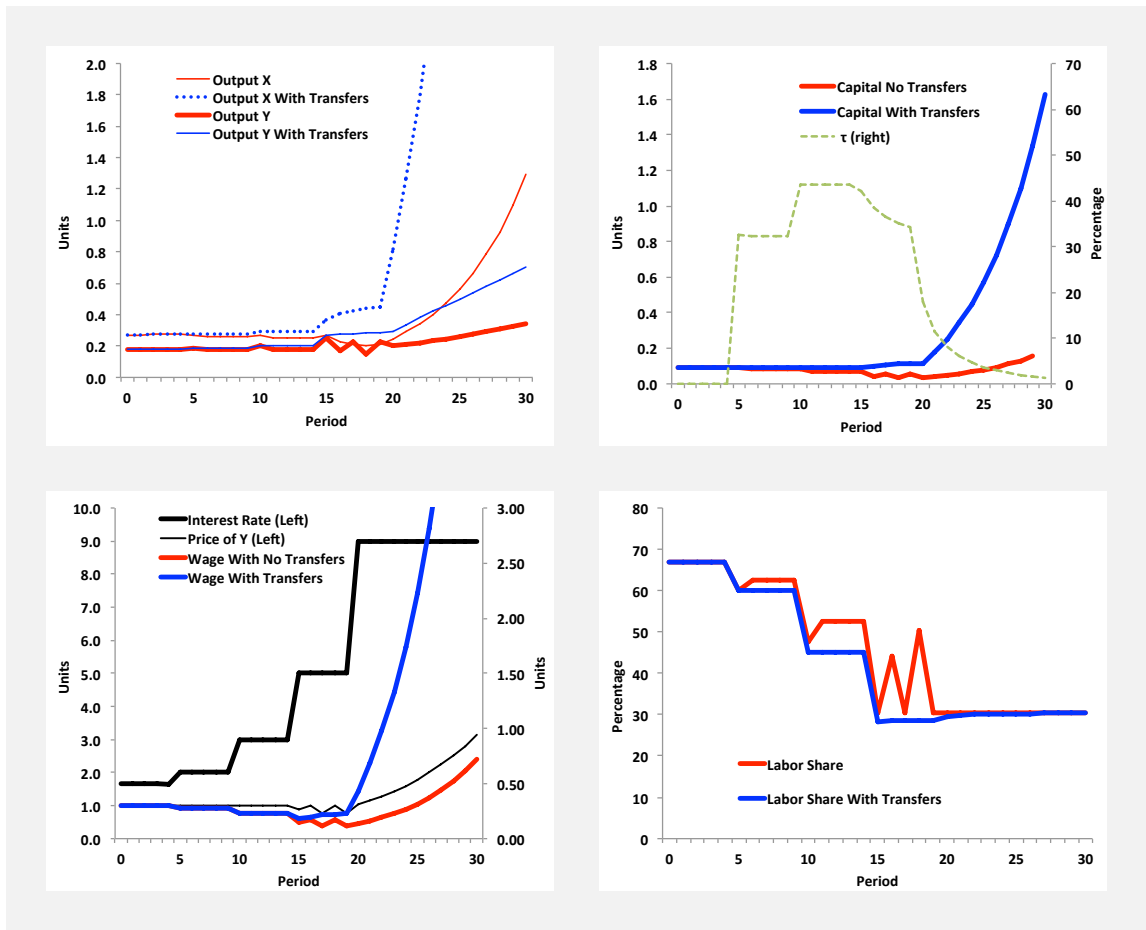 Output X
Output X With Transfers
Output Y
Output Y With Transfers
2.0
1.8
1.6
1.4
1.2
1.0
0.8
0.6
0.4
0.2
0.0
Units
0 5 10 15 20 25 30
Period
Capital No Transfers
Capital With Transfers
τ (right)
1.8
1.6
1.4
1.2
1.0
0.8
0.6
0.4
0.2
0.0
Units
70
60
50
40
30
20
10
0
Percentage
0 5 10 15 20 25 30
Period
Interest Rate (Left)
Price of Y (Left)
Wage With No Transfers
Wage With Transfers
10.0
9.0
8.0
7.0
6.0
5.0
4.0
3.0
2.0
1.0
0.0
Units
3.00
2.50
2.00
1.50
1.00
0.50
0.00
Units
0 5 10 15 20 25 30
Period
80
70
60
50
40
30
20
10
0
Percentage
Labor Share
Labor Share With Transfers
0 5 10 15 20 25 30
Period